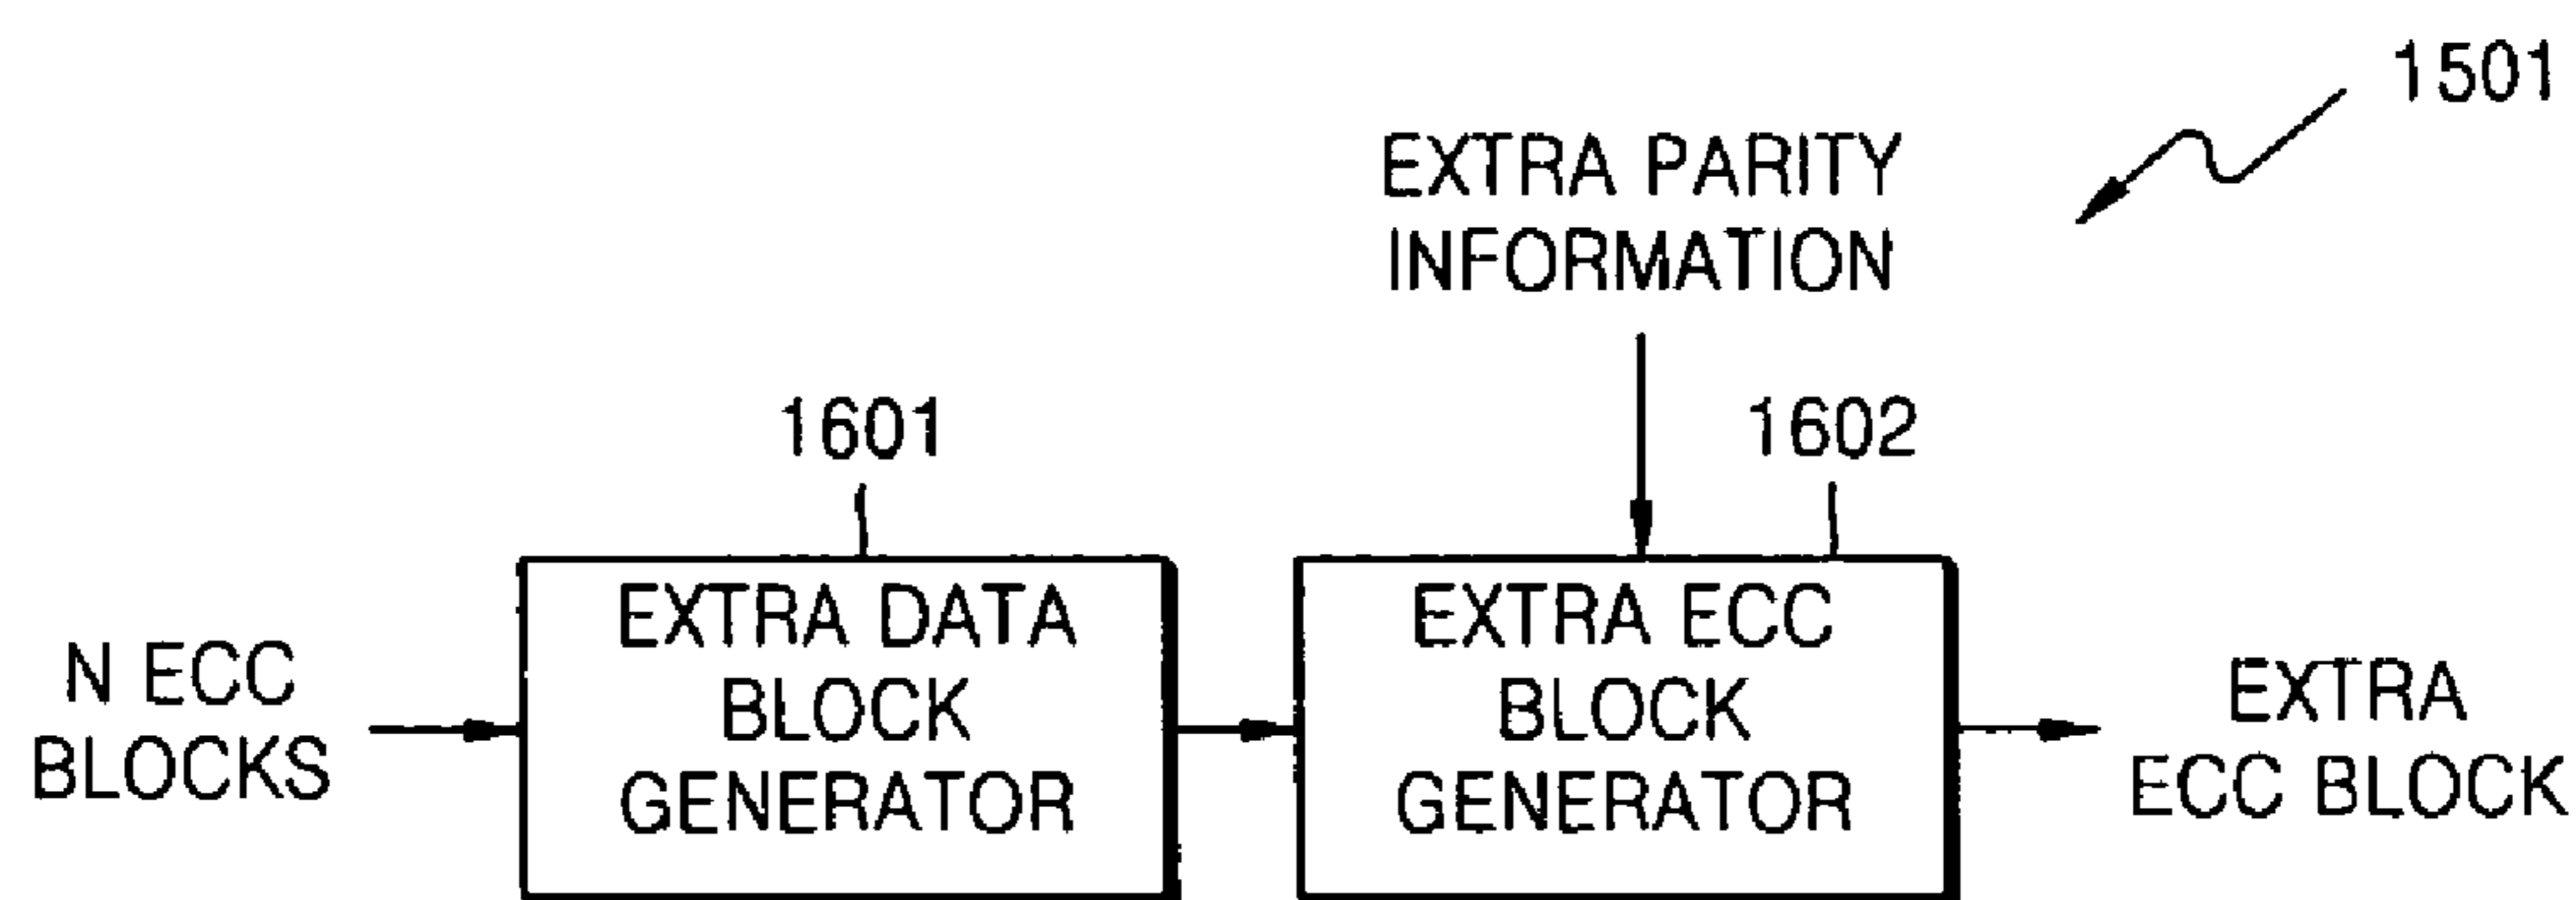 1501
EXTRA PARITY
INFORMATION
1601
1602
N ECC
BLOCKS
EXTRA DATA
BLOCK
GENERATOR
EXTRA ECC
BLOCK
GENERATOR
EXTRA
ECC BLOCK